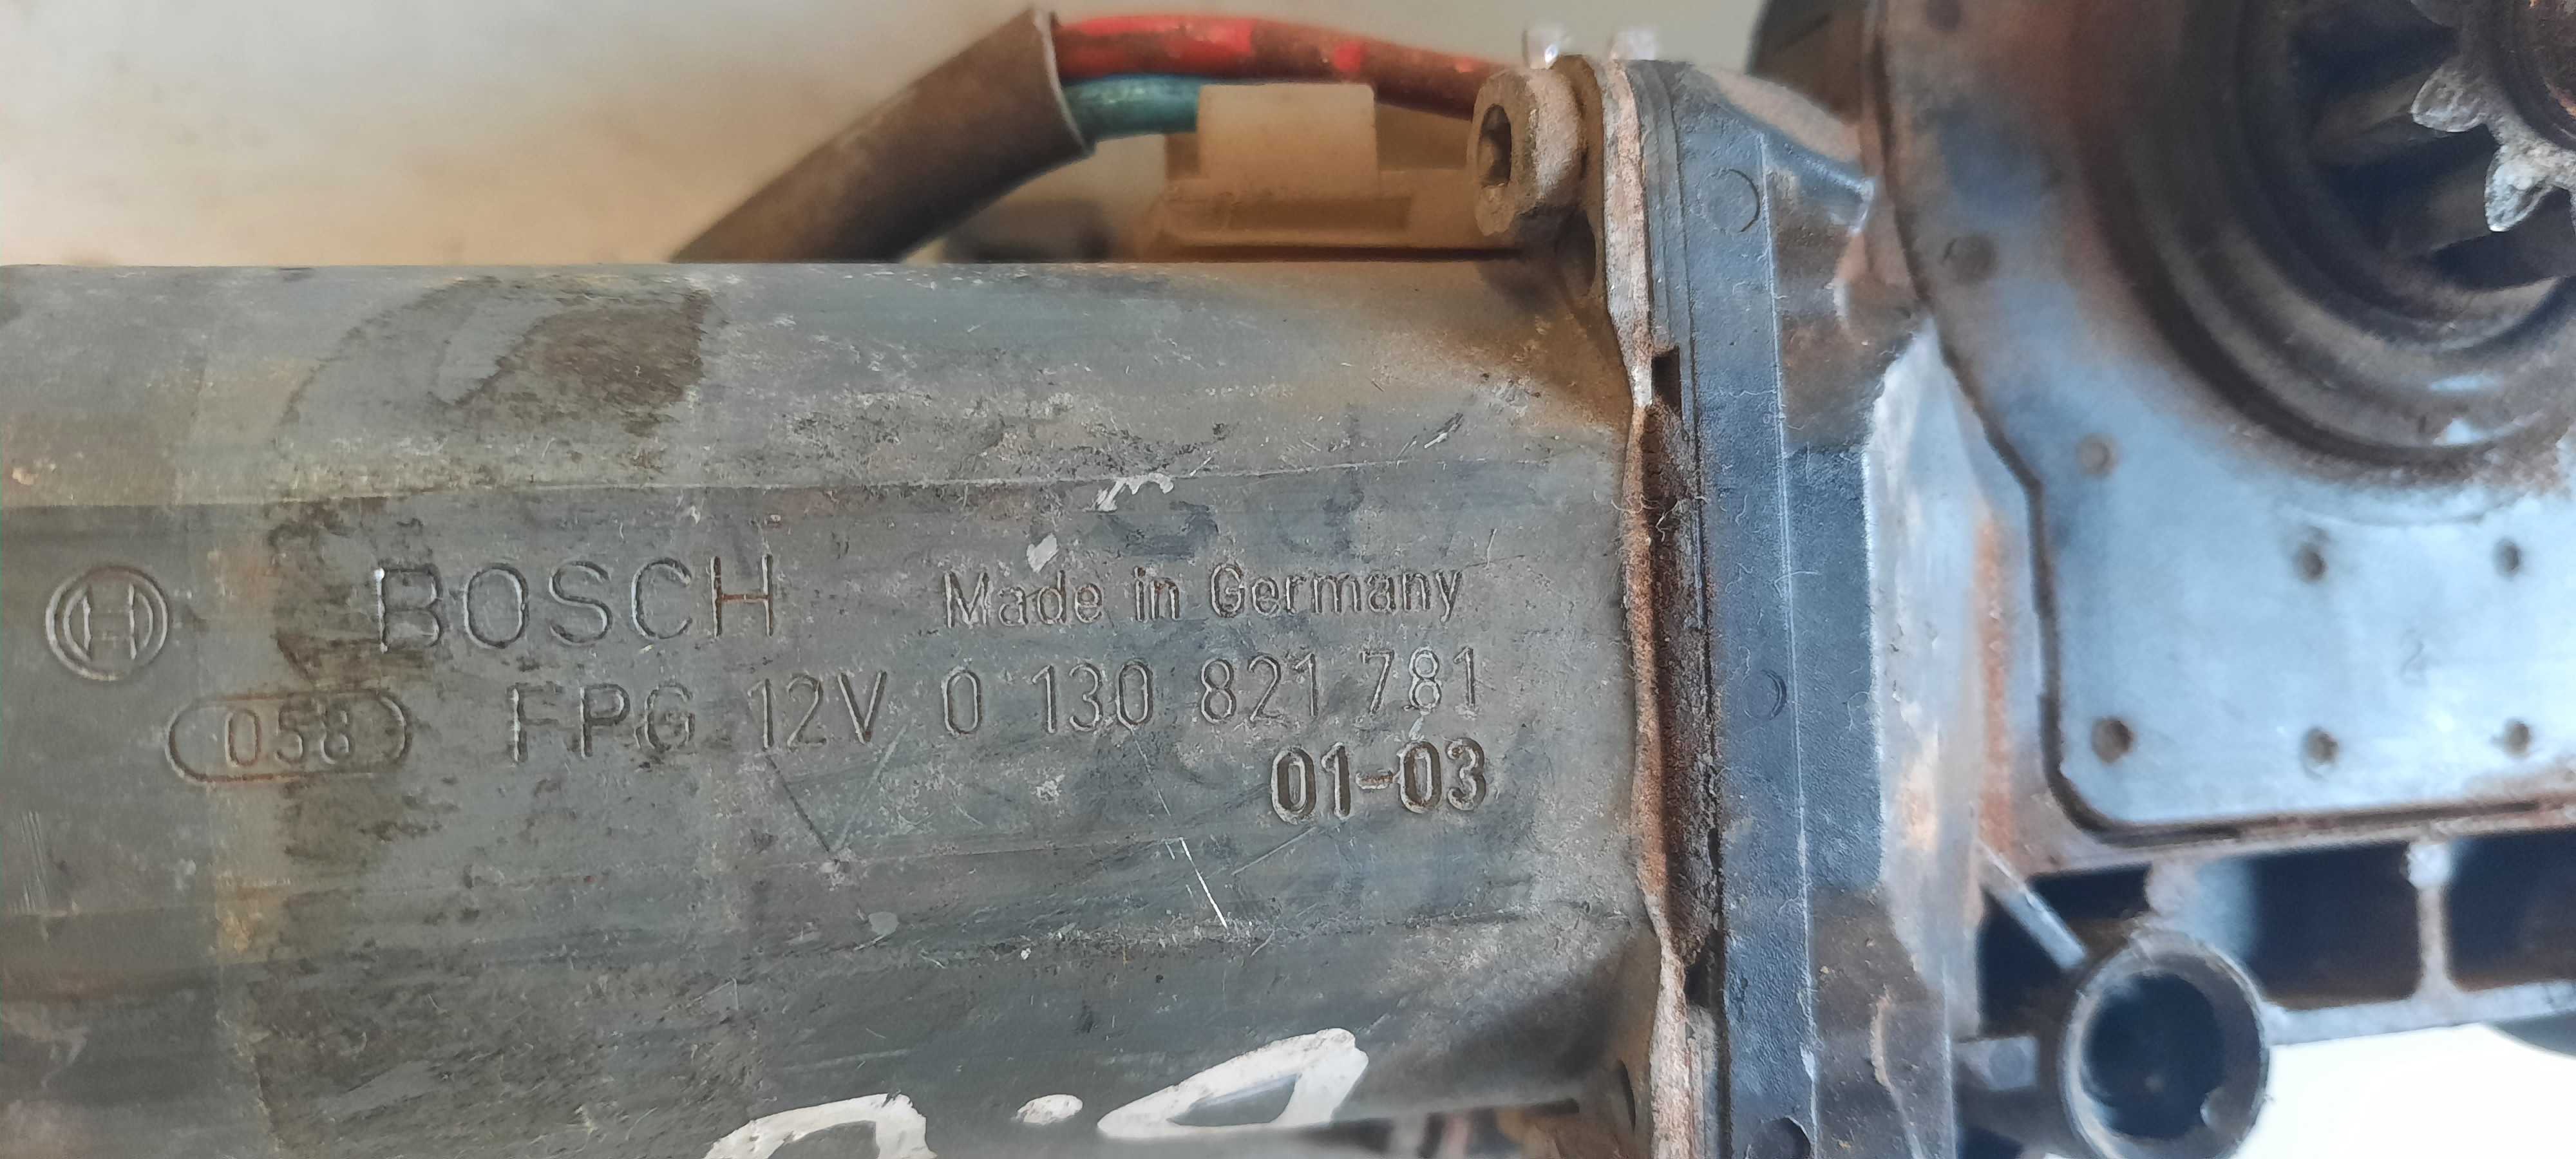 BOSCH Made in Germany
058 FPG 12V 0 130 821 781
01-03